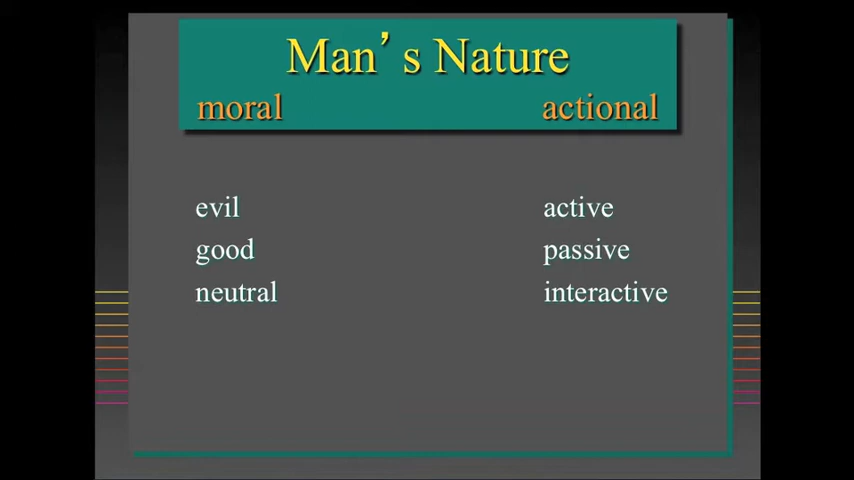 Man's Nature
moral actional
evil active
good passive
neutral interactive